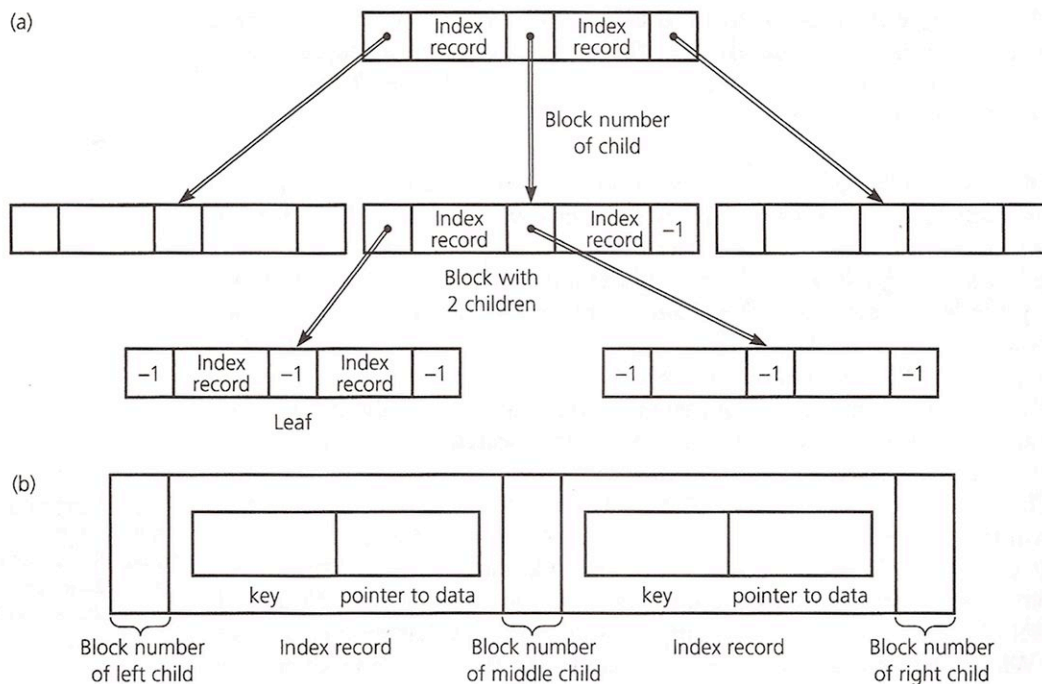 (a)
Index
record
Index
record
Block number
of child
Index
record
Index
record
–1
Block with
2 children
–1
Index
record
–1
Index
record
–1
–1
–1
–1
Leaf
(b)
key
pointer to data
key
pointer to data
Block number
of left child
Index record
Block number
of middle child
Index record
Block number
of right child